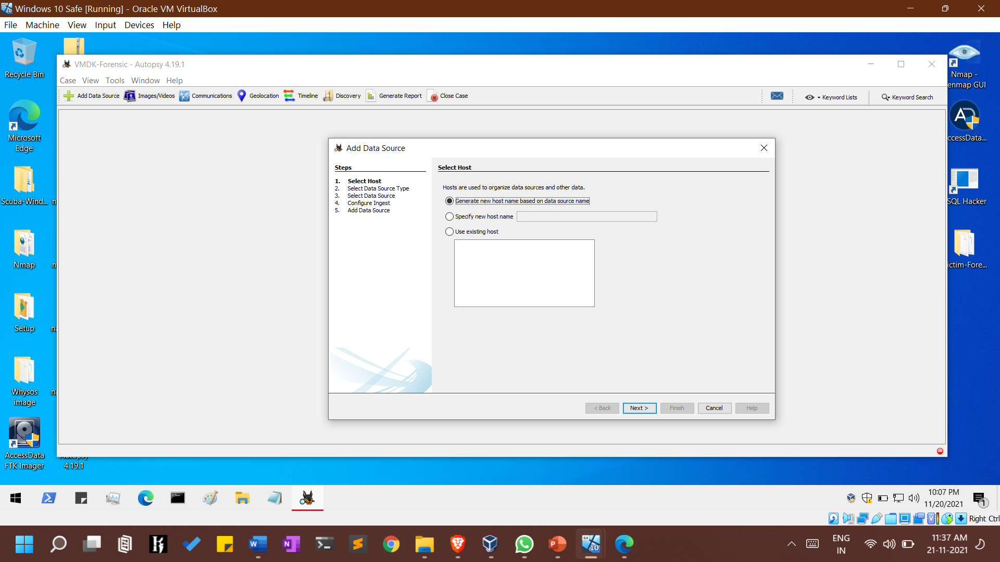 Windows 10 Safe [Running] - Oracle VM VirtualBox
File Machine View Input Devices Help
Recycle Bin
Microsoft
Edge
Scuba-Wind...
Nmap
Setup
Whysos
image
AccessData
FTK Imager
4.19.1
VMDK-Forensic - Autopsy 4.19.1
Case View Tools Window Help
Add Data Source Images/Videos Communications Geolocation Timeline Discovery Generate Report Close Case Keyword Lists Keyword Search
Add Data Source
Steps
1. Select Host
2. Select Data Source Type
3. Select Data Source
4. Configure Ingest
5. Add Data Source
Select Host
Hosts are used to organize data sources and other data.
Generate new host name based on data source name
Specify new host name
Use existing host
< Back Next > Finish Cancel Help
Nmap -
enmap GUI
ccessData...
SQL Hacker
ictim-Fore...
10:07 PM
11/20/2021
1
Right Ctrl
ENG
IN
11:37 AM
21-11-2021